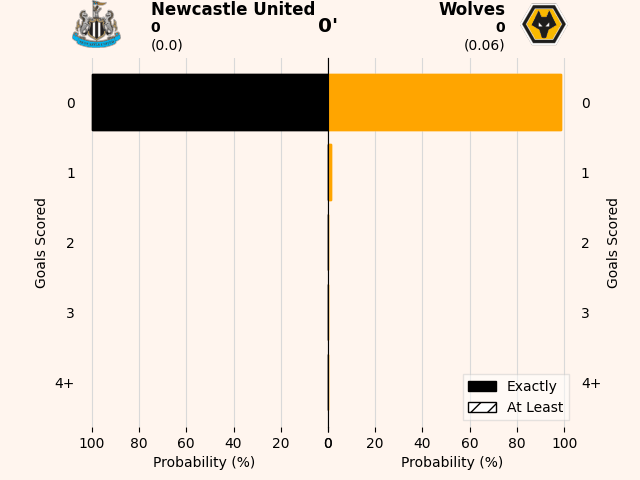 Newcastle United
0
(0.0)
0'
Wolves
0
(0.06)
0
1
2
3
4+
Goals Scored
0
1
2
3
4+
Goals Scored
Exactly
At Least
100 80 60 40 20 0
0 20 40 60 80 100
Probability (%)
Probability (%)